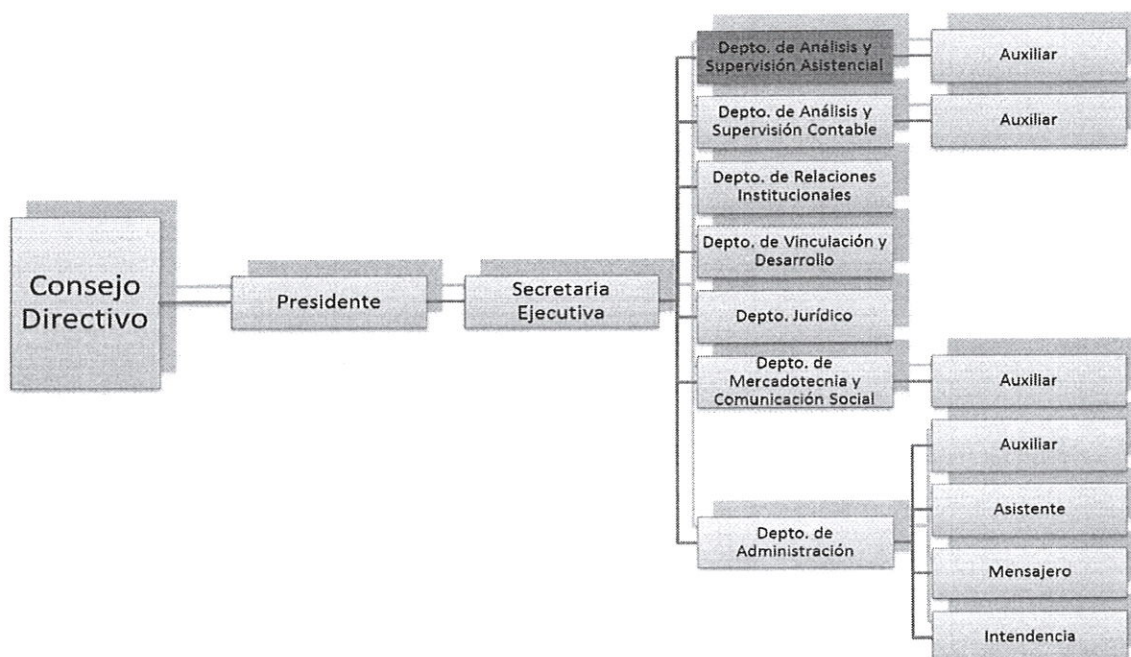 Consejo
Directivo
Presidente
Secretaria
Ejecutiva
Depto. de Análisis y
Supervisión Asistencial
Auxiliar
Depto. de Análisis y
Supervisión Contable
Auxiliar
Depto. de Relaciones
Institucionales
Depto. de Vinculación y
Desarrollo
Depto. Jurídico
Depto. de
Mercadotecnia y
Comunicación Social
Auxiliar
Depto. de
Administración
Auxiliar
Asistente
Mensajero
Intendencia